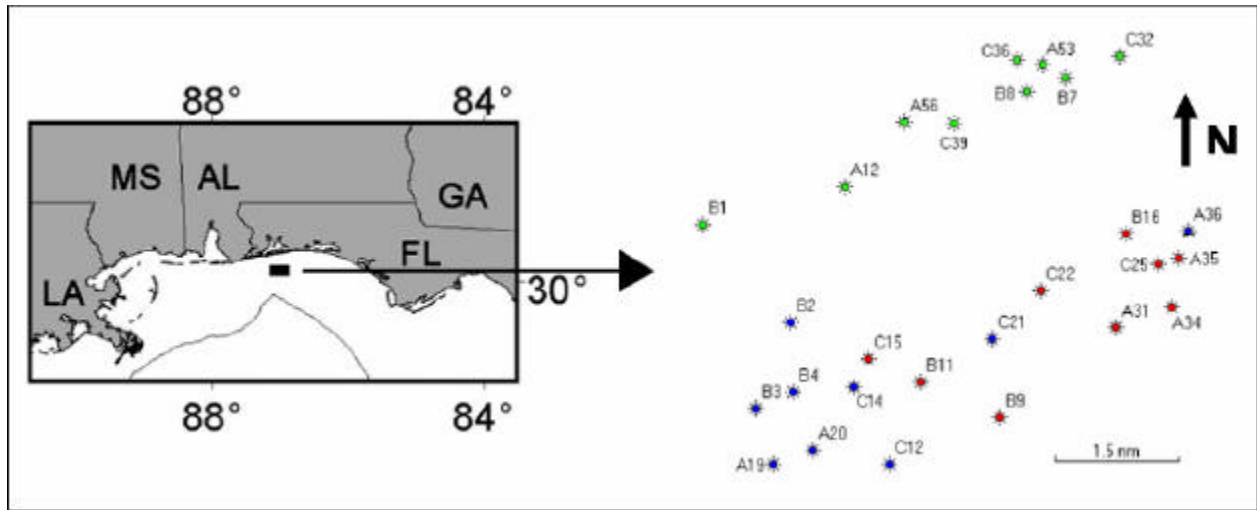 88°
84°
MS
AL
GA
FL
LA
30°
88°
84°
C36
A53
C32
B8
B7
A56
C39
A12
B1
N
B16
A36
C25
A35
C22
A31
A34
B2
C21
C15
B11
B3
B4
C14
B9
A20
C12
A19
1.5 nm